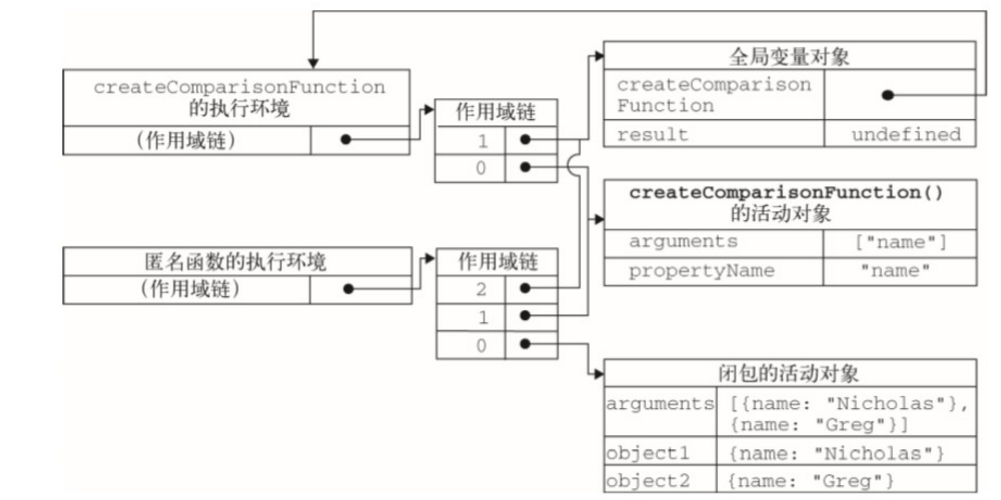 createComparisonFunction
的执行环境
(作用域链)
作用域链
1
0
全局变量对象
createComparison
Function
result
undefined
createComparisonFunction()
的活动对象
arguments
["name"]
propertyName
"name"
匿名函数的执行环境
(作用域链)
作用域链
2
1
0
闭包的活动对象
arguments
[{name: "Nicholas"},
{name: "Greg"}]
object1
{name: "Nicholas"}
object2
{name: "Greg"}